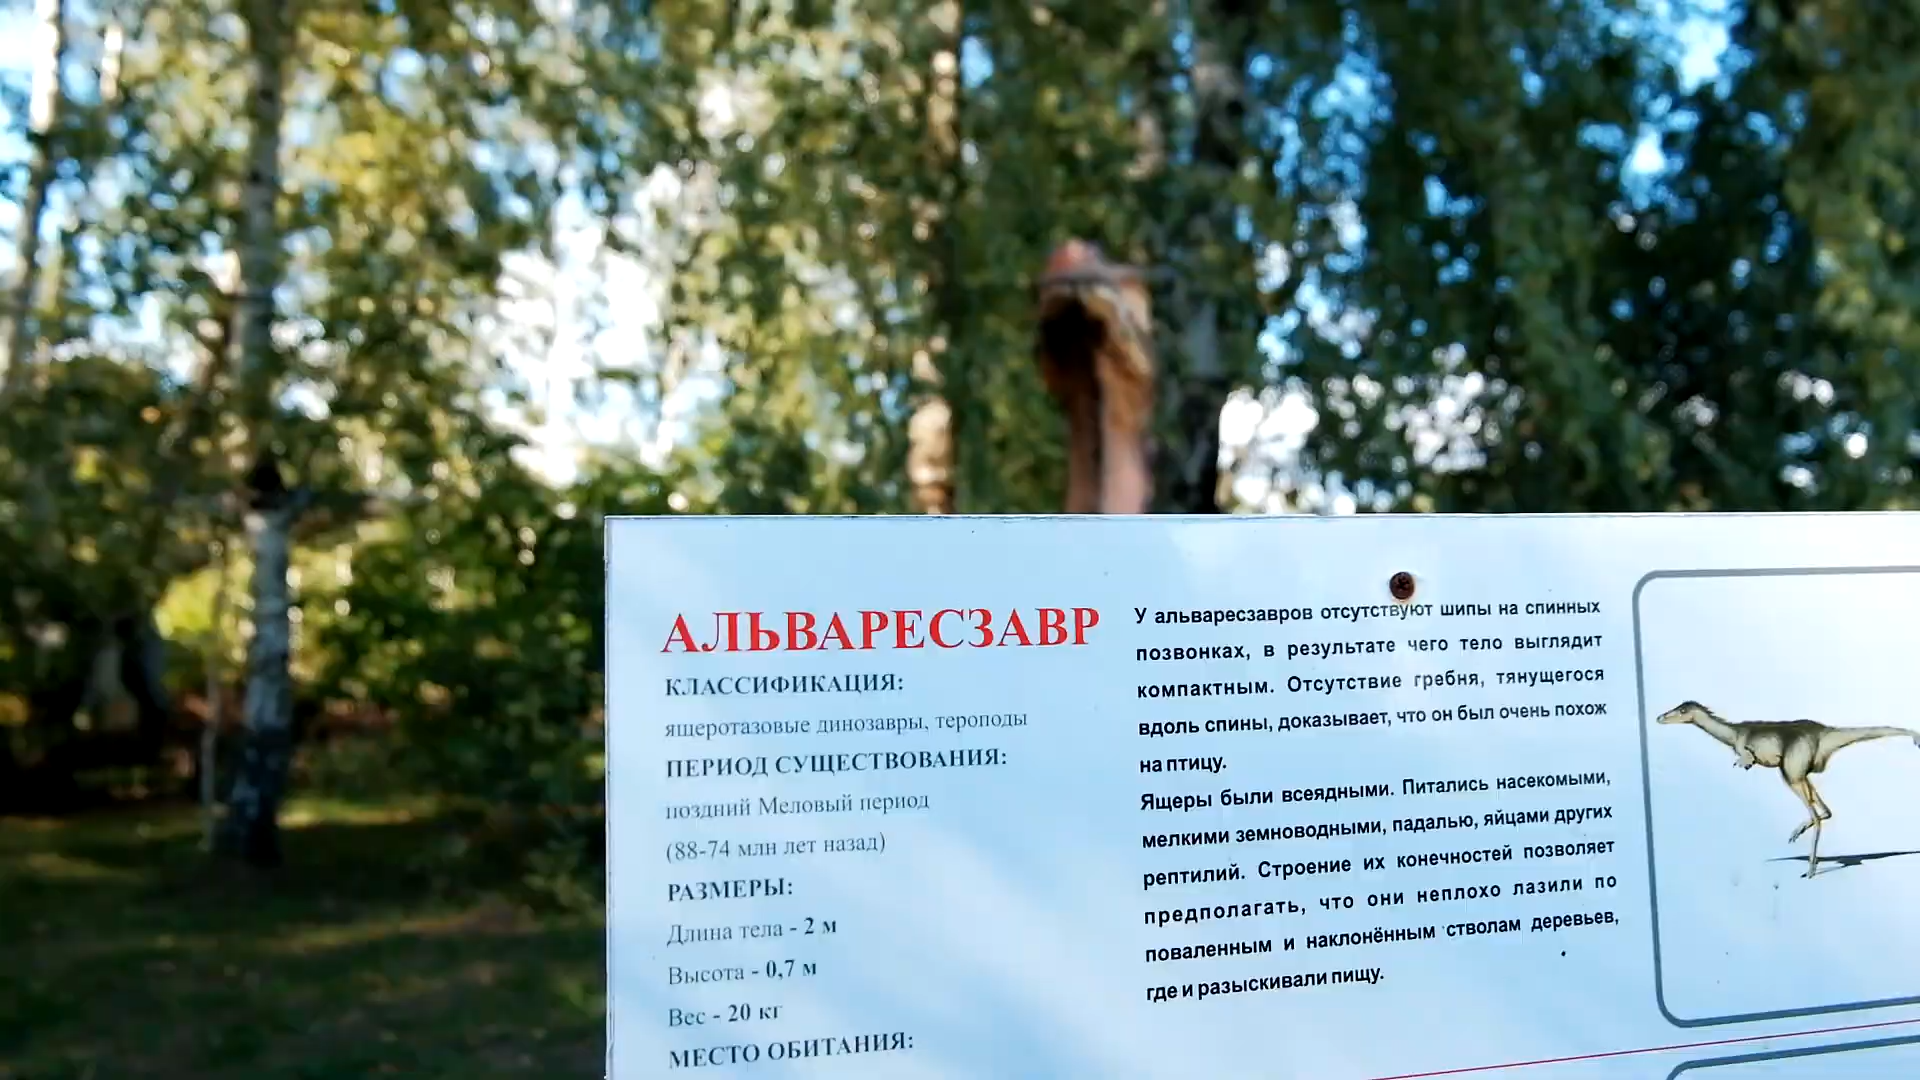 АЛЬВАРЕСЗАВР
КЛАССИФИКАЦИЯ:
ящеротазовые динозавры, тероподы
ПЕРИОД СУЩЕСТВОВАНИЯ:
поздний Меловый период
(88-74 млн лет назад)
РАЗМЕРЫ:
Длина тела - 2 м
Высота - 0,7 м
Вес - 20 кг
МЕСТО ОБИТАНИЯ:
У альваресзавров отсутствуют шипы на спинных
позвонках, в результате чего тело выглядит
компактным. Отсутствие гребня, тянущегося
вдоль спины, доказывает, что он был очень похож
на птицу.
Ящеры были всеядными. Питались насекомыми,
мелкими земноводными, падалью, яйцами других
рептилий. Строение их конечностей позволяет
предполагать, что они неплохо лазили по
поваленным и наклонённым стволам деревьев,
где и разыскивали пищу.